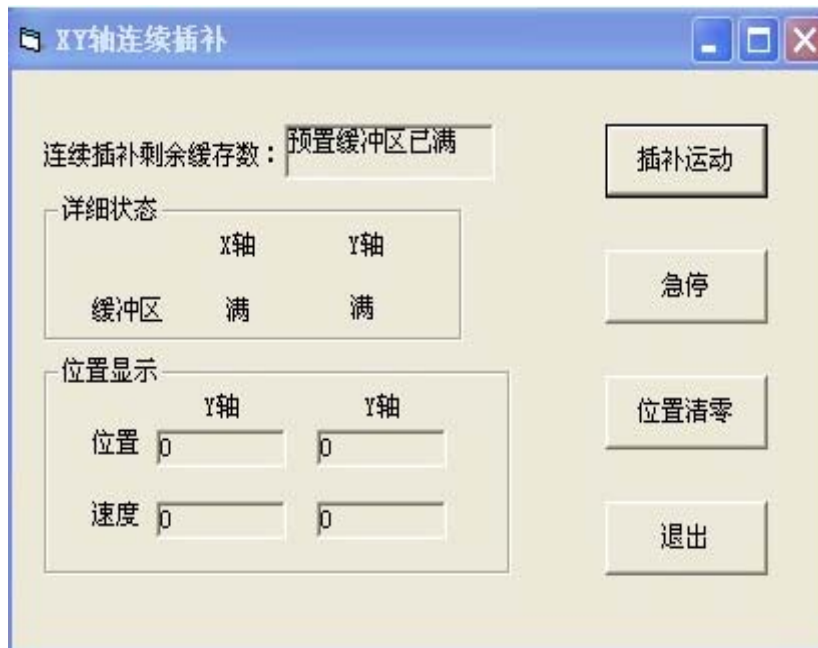 XY轴连续插补
连续插补剩余缓存数：预置缓冲区已满
插补运动
详细状态
X轴 Y轴
缓冲区 满 满
急停
位置显示
Y轴 Y轴
位置 0 0
位置清零
速度 0 0
退出